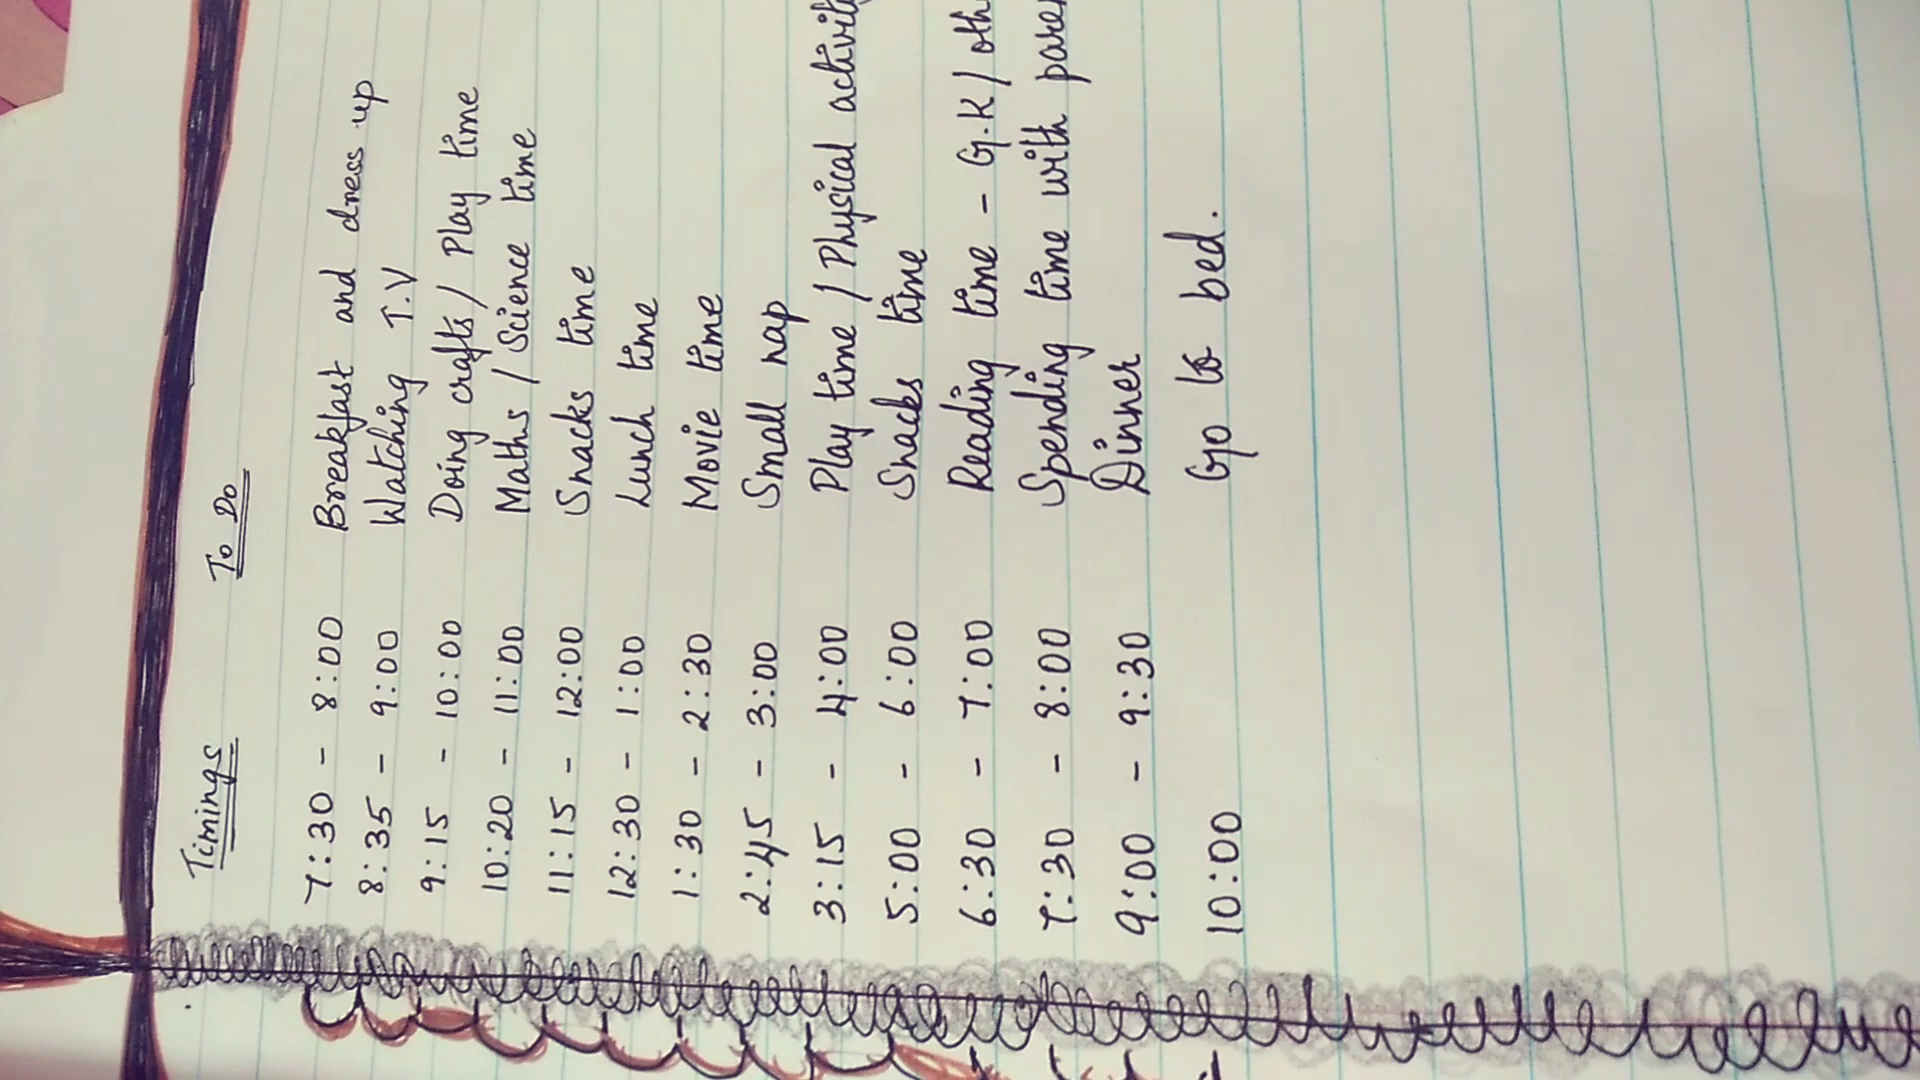 Timings To Do
7:30 - 8:00 Breakfast and dress up
8:35 - 9:00 Watching T.V
9:15 - 10:00 Doing crafts / Play time
10:20 - 11:00 Maths / Science time
11:15 - 12:00 Snacks time
12:30 - 1:00 Lunch time
1:30 - 2:30 Movie time
2:45 - 3:00 Small nap
3:15 - 4:00 Play time / Physical
5:00 - 6:00 Snacks time
6:30 - 7:00 Reading time - G.K /
7:30 - 8:00 Spending time with
9:00 - 9:30 Dinner
10:00 Go to bed.